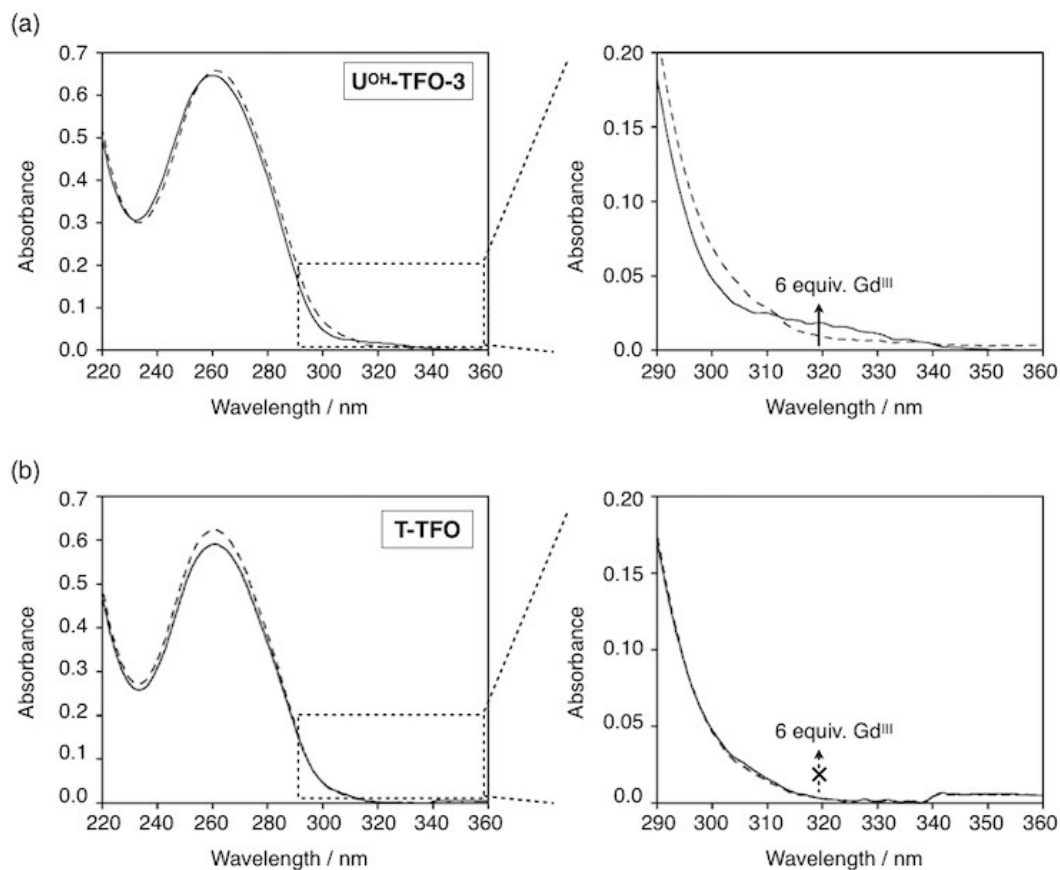 (a)
0.7
0.6
0.5
0.4
0.3
0.2
0.1
0.0
Absorbance
Uᴼᴴ-TFO-3
220 240 260 280 300 320 340 360
Wavelength / nm
0.20
0.15
0.10
0.05
0.0
Absorbance
6 equiv. Gdᴵᴵᴵ
290 300 310 320 330 340 350 360
Wavelength / nm
(b)
0.7
0.6
0.5
0.4
0.3
0.2
0.1
0.0
Absorbance
T-TFO
220 240 260 280 300 320 340 360
Wavelength / nm
0.20
0.15
0.10
0.05
0.0
Absorbance
6 equiv. Gdᴵᴵᴵ
290 300 310 320 330 340 350 360
Wavelength / nm